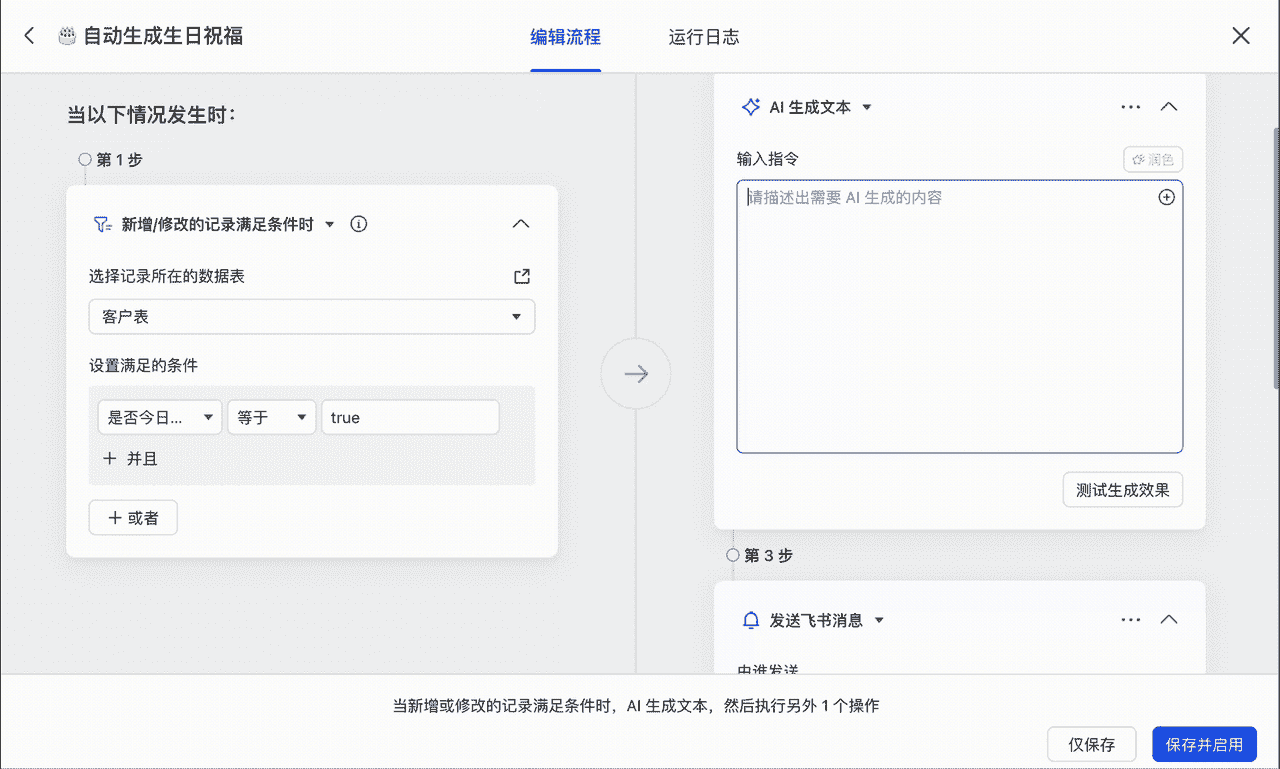 自动生成生日祝福
编辑流程
运行日志
当以下情况发生时:
第 1 步
新增/修改的记录满足条件时
选择记录所在的数据表
客户表
设置满足的条件
是否今日...
等于
true
并且
或者
AI 生成文本
输入指令
润色
请描述出需要 AI 生成的内容
测试生成效果
第 3 步
发送飞书消息
由谁发送
当新增或修改的记录满足条件时，AI 生成文本，然后执行另外 1 个操作
仅保存
保存并启用